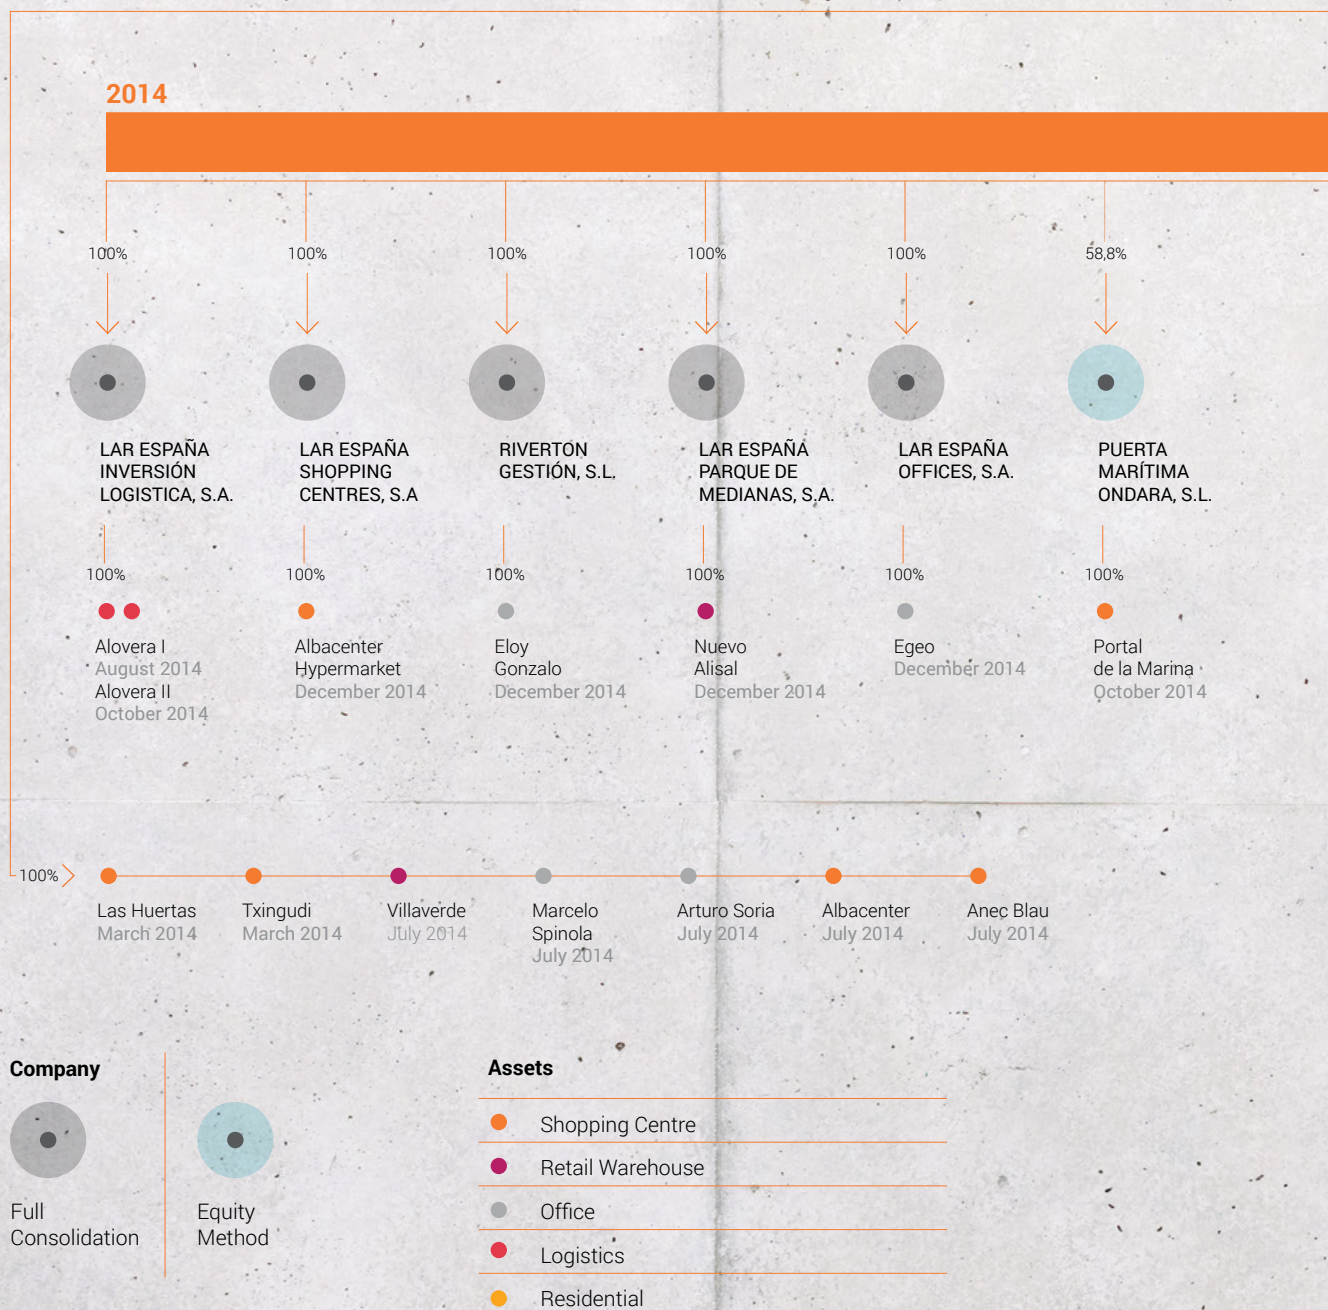 2014
100%
100%
100%
100%
100%
58,8%
LAR ESPAÑA
INVERSIÓN
LOGISTICA, S.A.
LAR ESPAÑA
SHOPPING
CENTRES, S.A
RIVERTON
GESTIÓN, S.L.
LAR ESPAÑA
PARQUE DE
MEDIANAS, S.A.
LAR ESPAÑA
OFFICES, S.A.
PUERTA
MARÍTIMA
ONDARA, S.L.
100%
100%
100%
100%
100%
100%
Alovera I
August 2014
Alovera II
October 2014
Albacenter
Hypermarket
December 2014
Eloy
Gonzalo
December 2014
Nuevo
Alisal
December 2014
Egeo
December 2014
Portal
de la Marina
October 2014
100%
Las Huertas
March 2014
Txingudi
March 2014
Villaverde
July 2014
Marcelo
Spinola
July 2014
Arturo Soria
July 2014
Albacenter
July 2014
Anec Blau
July 2014
Company
Full
Consolidation
Equity
Method
Assets
Shopping Centre
Retail Warehouse
Office
Logistics
Residential